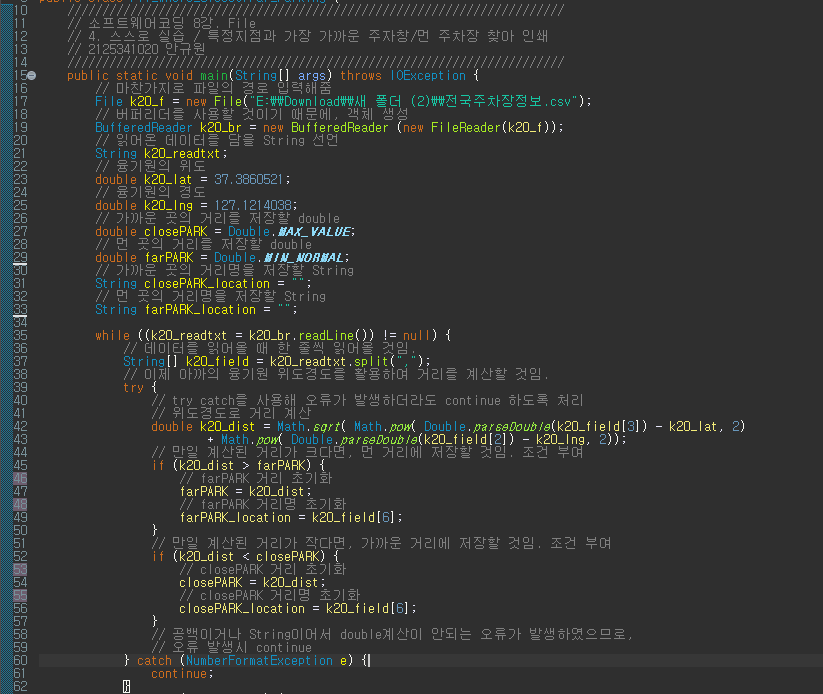 10 //////////////////////////////////////////////////////////////////////
11 // 소프트웨어코딩 8강. File
12 // 4. 스스로 실습 / 특정지점과 가장 가까운 주자창/먼 주차장 찾아 인쇄
13 // 2125341020 안규원
14 //////////////////////////////////////////////////////////////////////
15 public static void main(String[] args) throws IOException {
16 // 마찬가지로 파일의 경로 입력해줌
17 File k20_f = new File("E:\\Download\\새 폴더 (2)\\전국주차장정보.csv");
18 // 버퍼리더를 사용할 것이기 때문에, 객체 생성
19 BufferedReader k20_br = new BufferedReader (new FileReader(k20_f));
20 // 읽어온 데이터를 담을 String 선언
21 String k20_readtxt;
22 // 융기원의 위도
23 double k20_lat = 37.3860521;
24 // 융기원의 경도
25 double k20_lng = 127.1214038;
26 // 가까운 곳의 거리를 저장할 double
27 double closePARK = Double.MAX_VALUE;
28 // 먼 곳의 거리를 저장할 double
29 double farPARK = Double.MIN_NORMAL;
30 // 가까운 곳의 거리명을 저장할 String
31 String closePARK_location = "";
32 // 먼 곳의 거리명을 저장할 String
33 String farPARK_location = "";
34
35 while ((k20_readtxt = k20_br.readLine()) != null) {
36 // 데이터를 읽어올 때 한 줄씩 읽어올 것임.
37 String[] k20_field = k20_readtxt.split(",");
38 // 이제 아까의 융기원 위도경도를 활용하여 거리를 계산할 것임.
39 try {
40 // try catch를 사용해 오류가 발생하더라도 continue 하도록 처리
41 // 위도경도로 거리 계산
42 double k20_dist = Math.sqrt( Math.pow( Double.parseDouble(k20_field[3]) - k20_lat, 2)
43 + Math.pow( Double.parseDouble(k20_field[2]) - k20_lng, 2));
44 // 만일 계산된 거리가 크다면, 먼 거리에 저장할 것임. 조건 부여
45 if (k20_dist > farPARK) {
46 // farPARK 거리 초기화
47 farPARK = k20_dist;
48 // farPARK 거리명 초기화
49 farPARK_location = k20_field[6];
50 }
51 // 만일 계산된 거리가 작다면, 가까운 거리에 저장할 것임. 조건 부여
52 if (k20_dist < closePARK) {
53 // closePARK 거리 초기화
54 closePARK = k20_dist;
55 // closePARK 거리명 초기화
56 closePARK_location = k20_field[6];
57 }
58 // 공백이거나 String이어서 double계산이 안되는 오류가 발생하였으므로,
59 // 오류 발생시 continue
60 } catch (NumberFormatException e) {
61 continue;
62 }